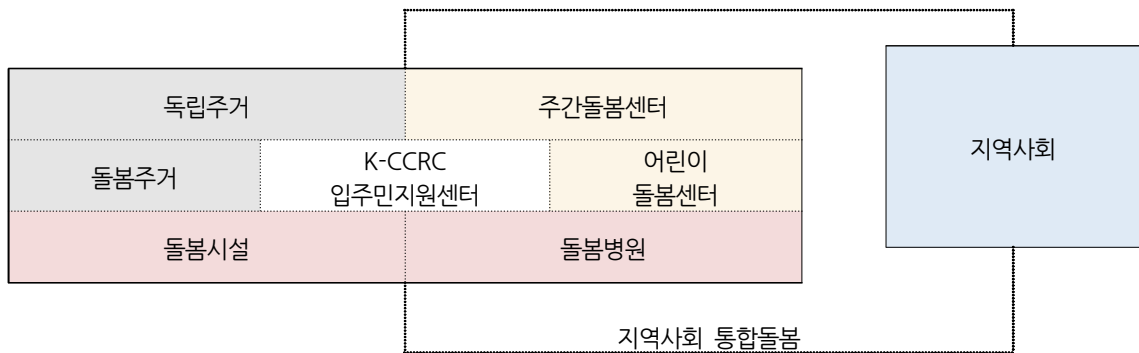 독립주거
주간돌봄센터
지역사회
돌봄주거
K-CCRC
입주민지원센터
어린이
돌봄센터
돌봄시설
돌봄병원
지역사회 통합돌봄